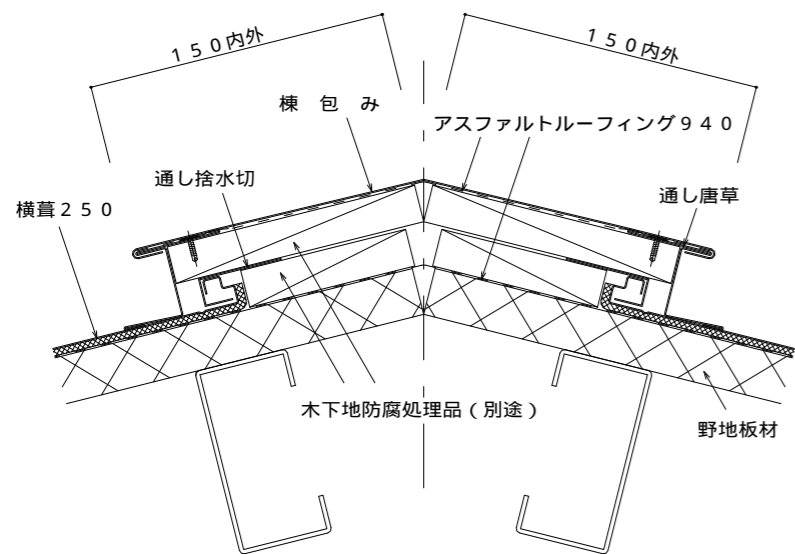 １５０内外
１５０内外
棟　包　み
アスファルトルーフィング９４０
通し捨水切
通し唐草
横葺２５０
木下地防腐処理品（別途）
野地板材